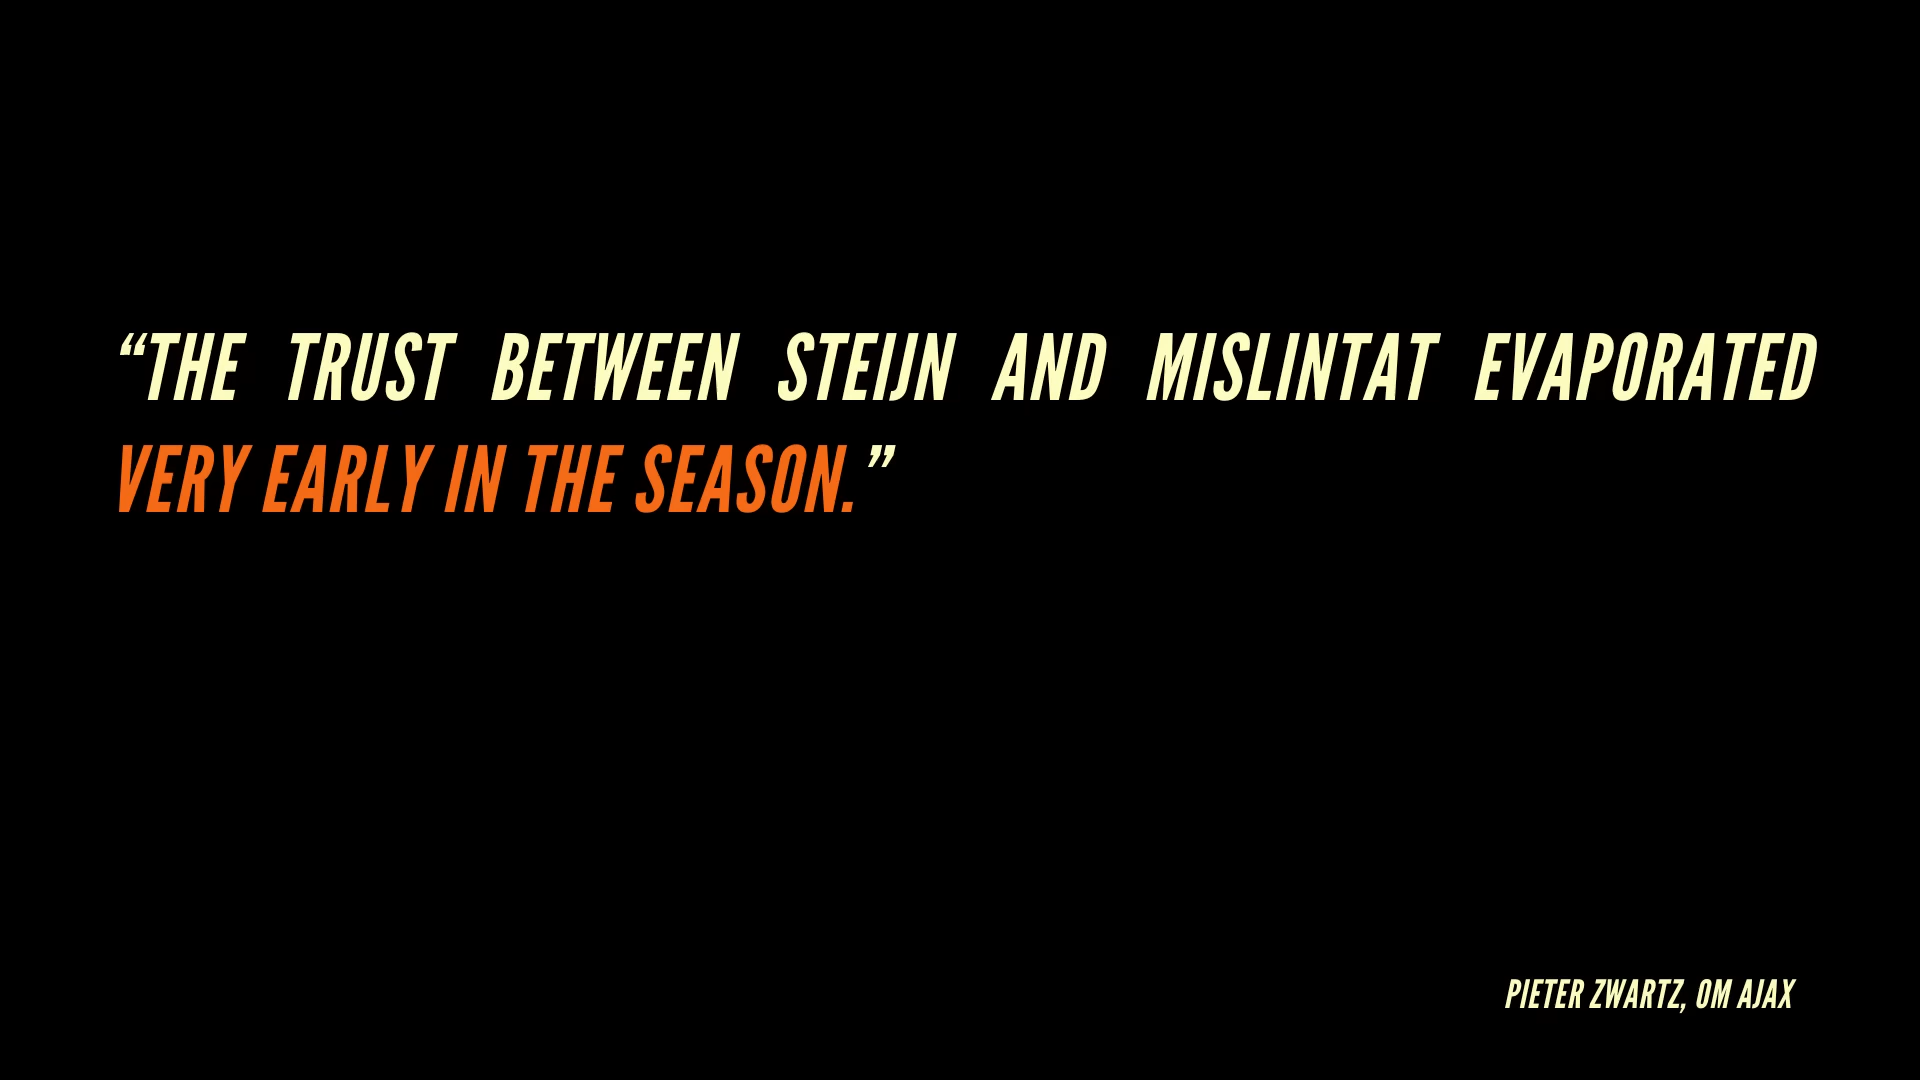 “THE TRUST BETWEEN STEIJN AND MISLINTAT EVAPORATED
VERY EARLY IN THE SEASON.”
PIETER ZWARTZ, OM AJAX